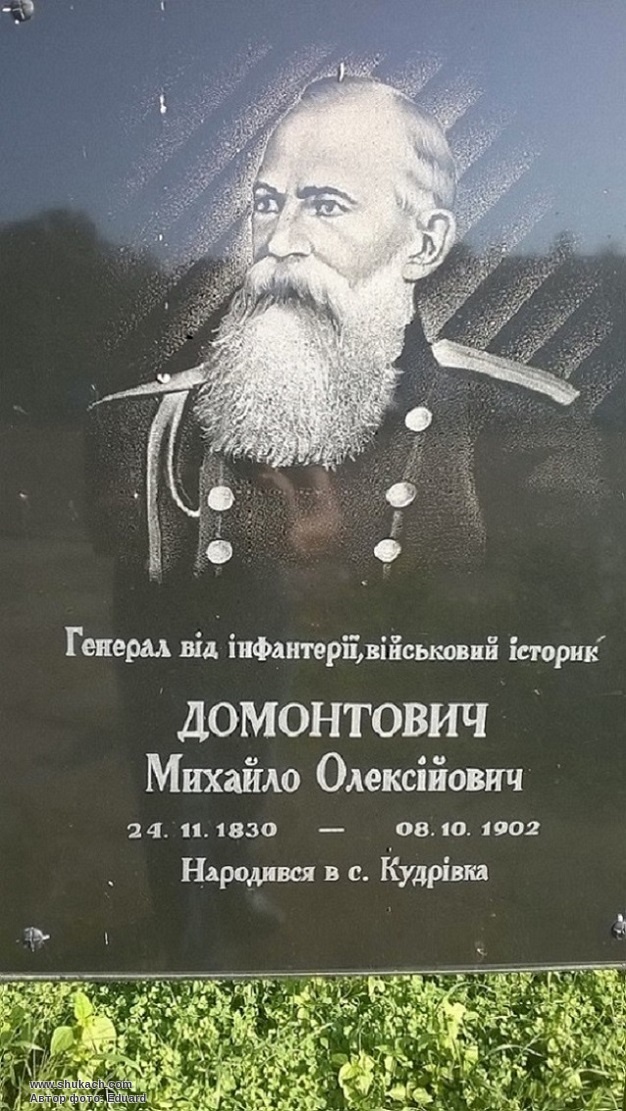 Генерал від інфантерії, військовий історик
ДОМОНТОВИЧ
Михайло Олексійович
24. 11. 1830 — 08. 10. 1902
Народився в с. Кудрівка
www.shukach.com
Автор фото- Eduard